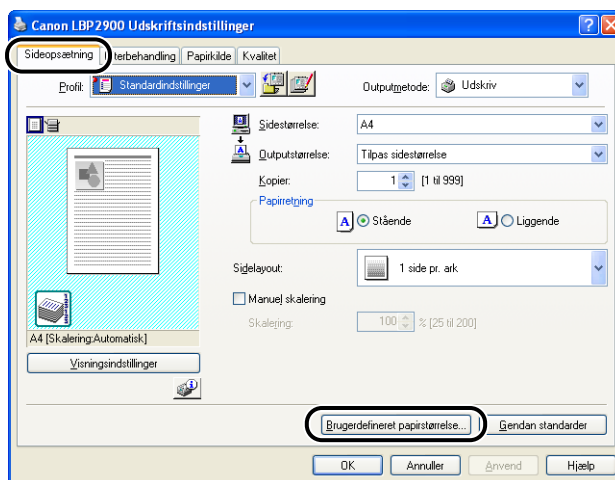 Canon LBP2900 Udskriftsindstillinger
Sideopsætning terbehandling Papirkilde Kvalitet
Profil: Standardindstillinger Outputmetode: Udskriv
Sidestørrelse: A4
Outputstørrelse: Tilpas sidestørrelse
Kopier: 1 [1 til 999]
Papirretning
A Stående A Liggende
Sidelayout: 1 side pr. ark
Manuel skalering
Skalering: 100 % [25 til 200]
A4 [Skalering:Automatisk]
Visningsindstillinger
Brugerdefineret papirstørrelse... Gendan standarder
OK Annuller Anvend Hjælp